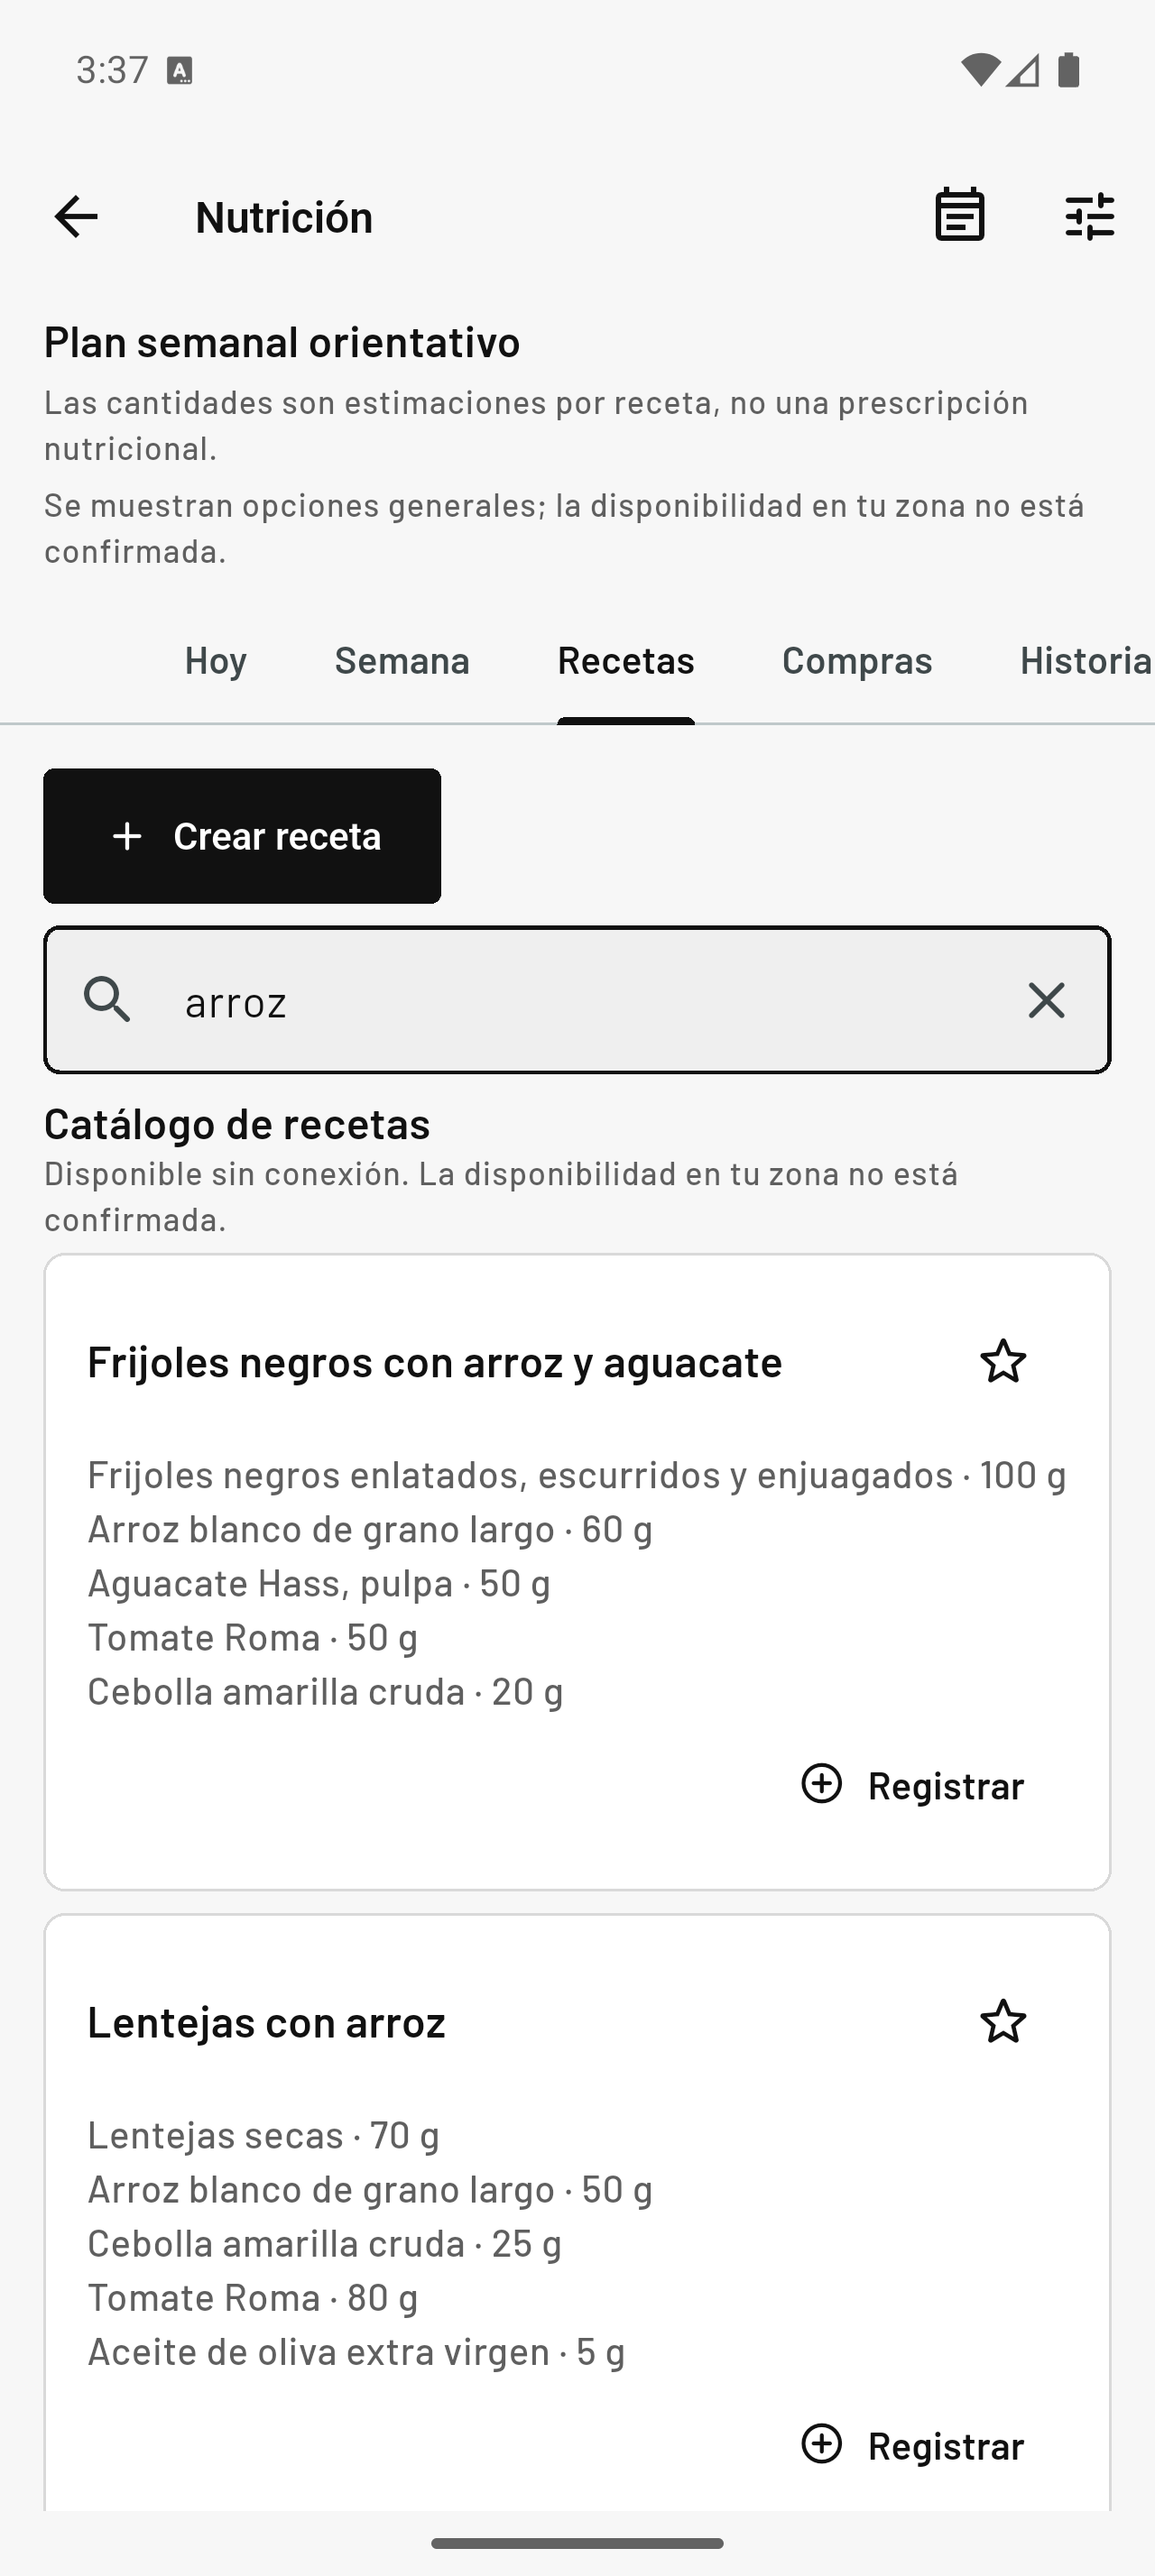 3:37
Nutrición
Plan semanal orientativo
Las cantidades son estimaciones por receta, no una prescripción
nutricional.
Se muestran opciones generales; la disponibilidad en tu zona no está
confirmada.
Hoy Semana Recetas Compras Historia
Crear receta
arroz
Catálogo de recetas
Disponible sin conexión. La disponibilidad en tu zona no está
confirmada.
Frijoles negros con arroz y aguacate
Frijoles negros enlatados, escurridos y enjuagados · 100 g
Arroz blanco de grano largo · 60 g
Aguacate Hass, pulpa · 50 g
Tomate Roma · 50 g
Cebolla amarilla cruda · 20 g
Registrar
Lentejas con arroz
Lentejas secas · 70 g
Arroz blanco de grano largo · 50 g
Cebolla amarilla cruda · 25 g
Tomate Roma · 80 g
Aceite de oliva extra virgen · 5 g
Registrar